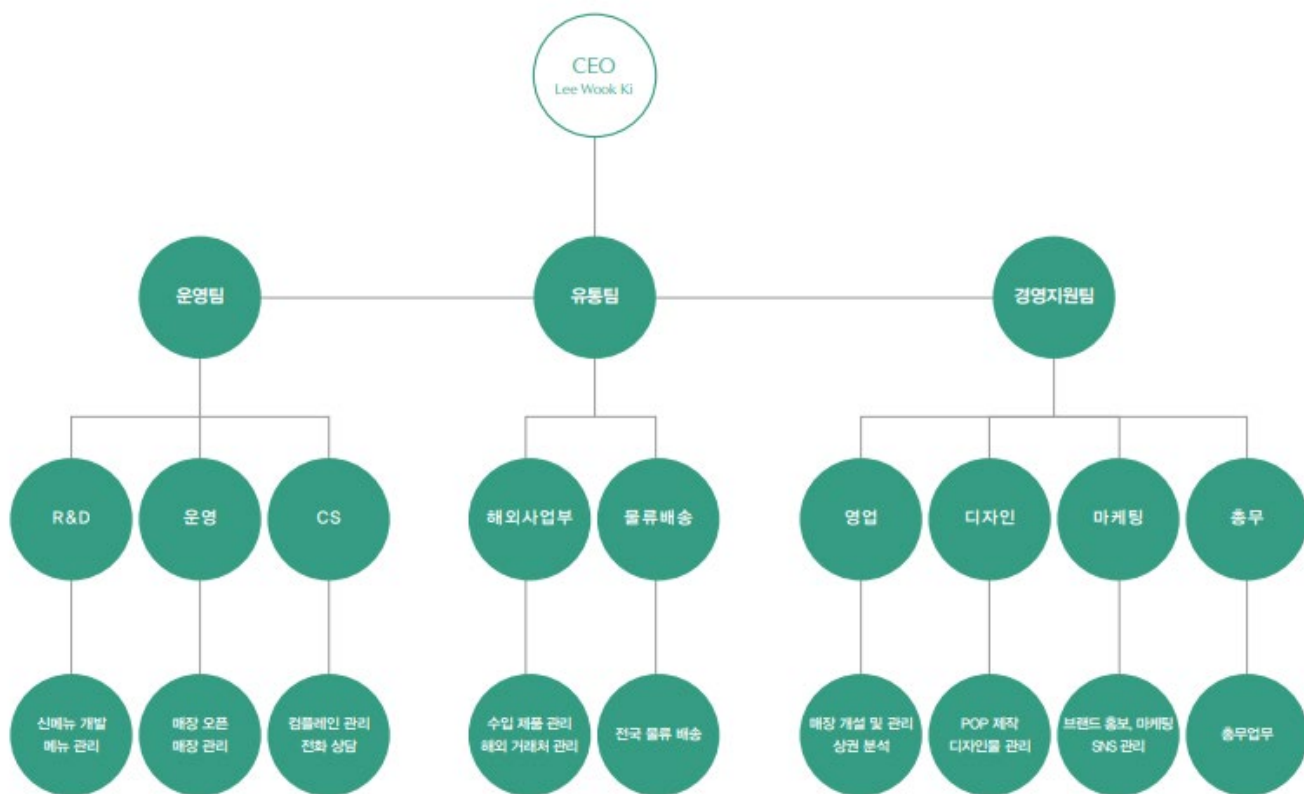 CEO
Lee Wook Ki
운영팀
유통팀
경영지원팀
R&D
운영
CS
해외사업부
물류배송
영업
디자인
마케팅
총무
신메뉴 개발
메뉴 관리
매장 오픈
매장 관리
컴플레인 관리
전화 상담
수입 제품 관리
해외 거래처 관리
전국 물류 배송
매장 개설 및 관리
상권 분석
POP 제작
디자인물 관리
브랜드 홍보, 마케팅
SNS 관리
총무업무